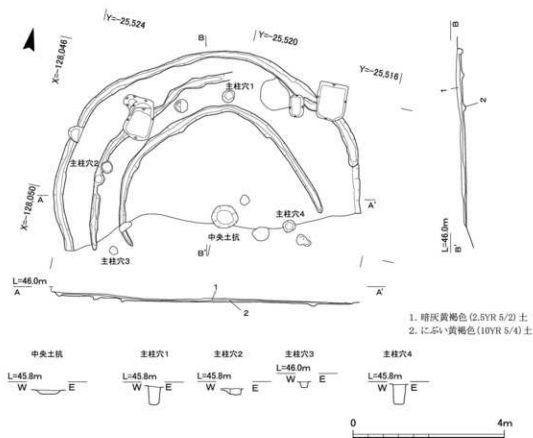 Y=-25,524
B
Y=-25,520
Y=-25,516
X=-128,046
主柱穴1
1
2
B
主柱穴2
X=-128,050
A
A'
主柱穴4
中央土坑
B'
主柱穴3
L=46.0m
B'
L=46.0m
A
1
2
A'
1. 暗灰黄褐色(2.5YR 5/2)土
2. にぶい黄褐色(10YR 5/4)土
中央土坑
L=45.8m
W E
主柱穴1
L=45.8m
W E
主柱穴2
L=45.8m
W E
主柱穴3
L=46.0m
W E
主柱穴4
L=45.8m
W E
0 4m